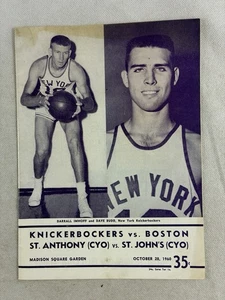 NEW Y
NEW YORK
DARRALL IMHOFF and DAVE BUDD, New York Knickerbockers
KNICKERBOCKERS vs. BOSTON
ST. ANTHONY (CYO) vs. ST. JOHN'S (CYO)
MADISON SQUARE GARDEN OCTOBER 28, 1960 35¢